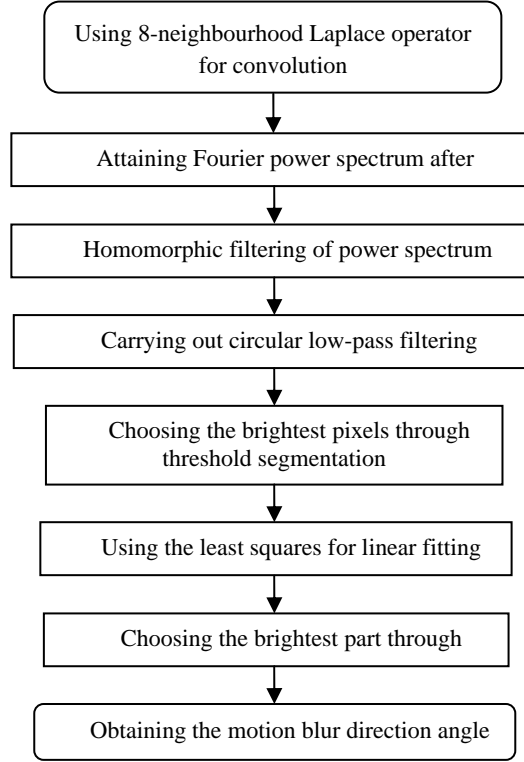 Using 8-neighbourhood Laplace operator
for convolution
Attaining Fourier power spectrum after
Homomorphic filtering of power spectrum
Carrying out circular low-pass filtering
Choosing the brightest pixels through
threshold segmentation
Using the least squares for linear fitting
Choosing the brightest part through
Obtaining the motion blur direction angle